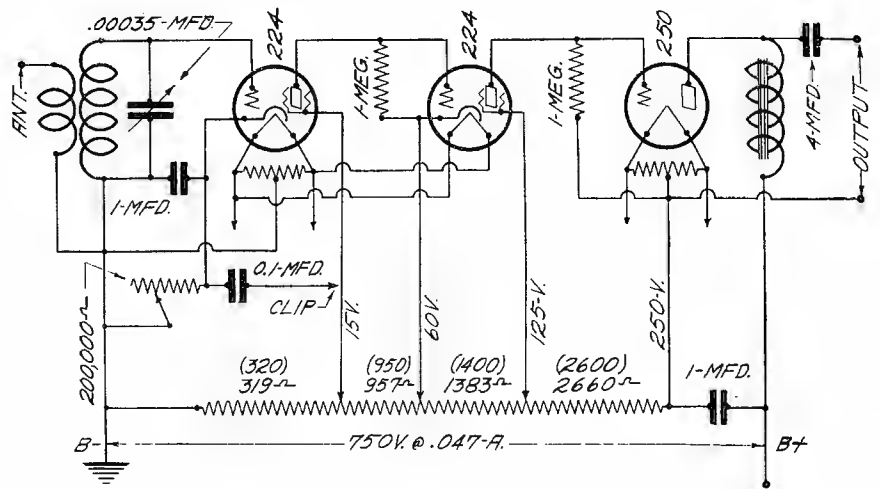 .00035-MFD.
224
224
250
ANT.
1-MEG.
1-MEG.
4-MFD.
OUTPUT
1-MFD.
0.1-MFD.
CLIP
200,000Ω
15V.
60V.
125-V.
250-V.
(320)
319Ω
(950)
957Ω
(1400)
1383Ω
(2600)
2660Ω
1-MFD.
B-
750V. @ .047-A.
B+